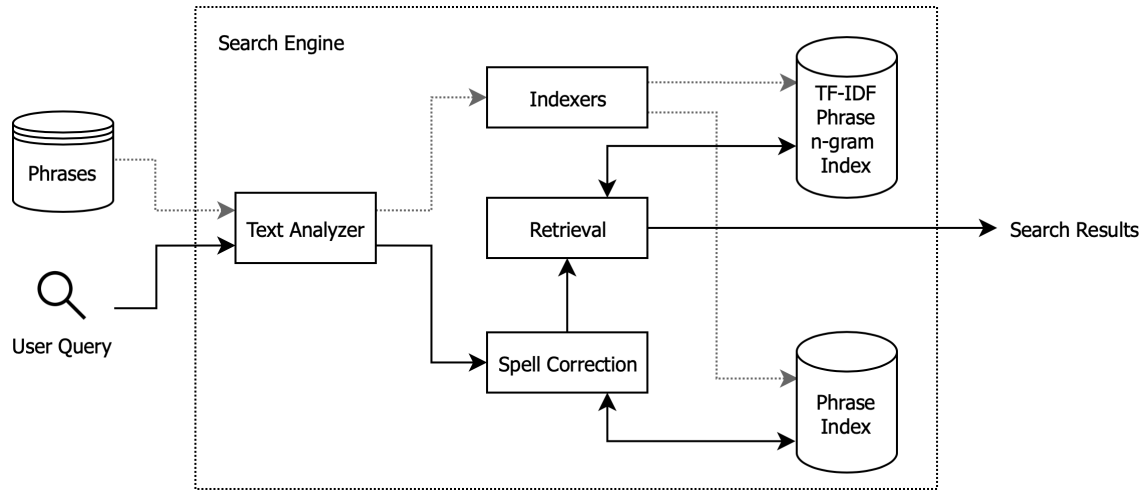 Search Engine
Indexers
TF-IDF
Phrase
n-gram
Index
Phrases
Text Analyzer
Retrieval
Search Results
User Query
Spell Correction
Phrase
Index